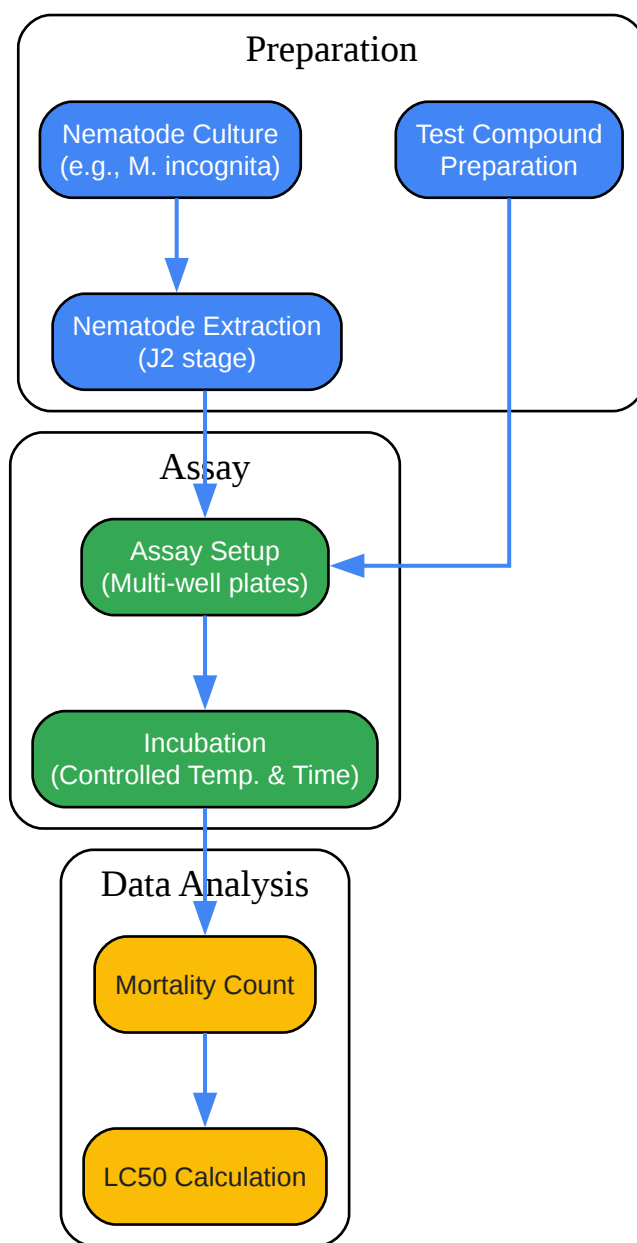 Preparation
Nematode Culture
(e.g., M. incognita)
Test Compound
Preparation
Nematode Extraction
(J2 stage)
Assay
Assay Setup
(Multi-well plates)
Incubation
(Controlled Temp. & Time)
Data Analysis
Mortality Count
LC50 Calculation